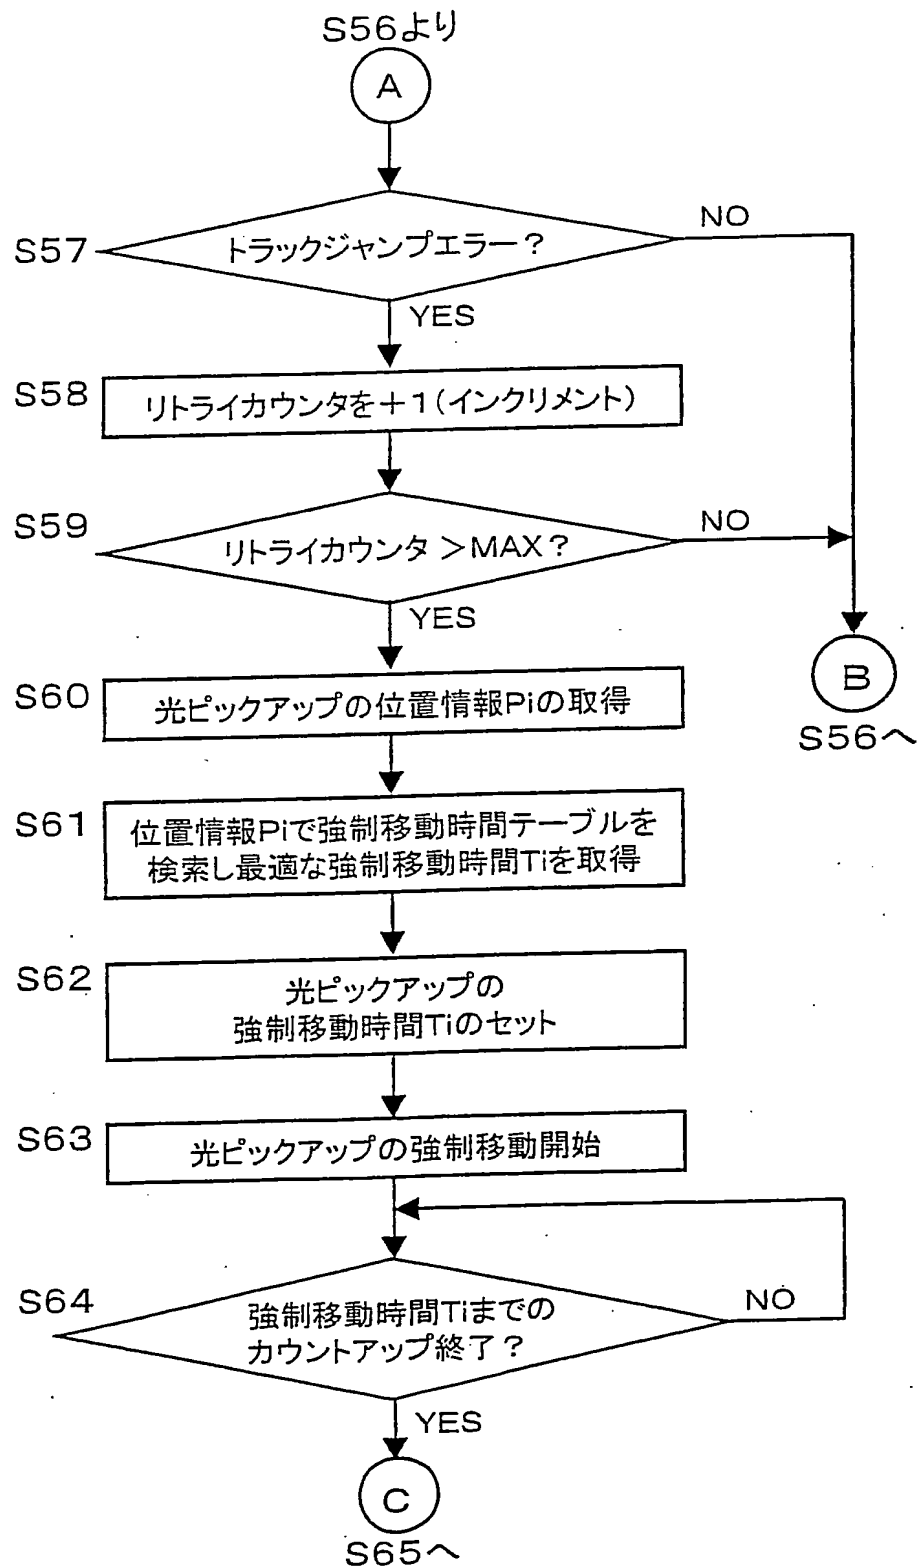 S56より
A
S57
トラックジャンプエラー？
NO
YES
S58
リトライカウンタを＋1（インクリメント）
S59
リトライカウンタ＞MAX？
NO
YES
B
S56へ
S60
光ピックアップの位置情報Piの取得
S61
位置情報Piで強制移動時間テーブルを
検索し最適な強制移動時間Tiを取得
S62
光ピックアップの
強制移動時間Tiのセット
S63
光ピックアップの強制移動開始
S64
強制移動時間Tiまでの
カウントアップ終了？
NO
YES
C
S65へ